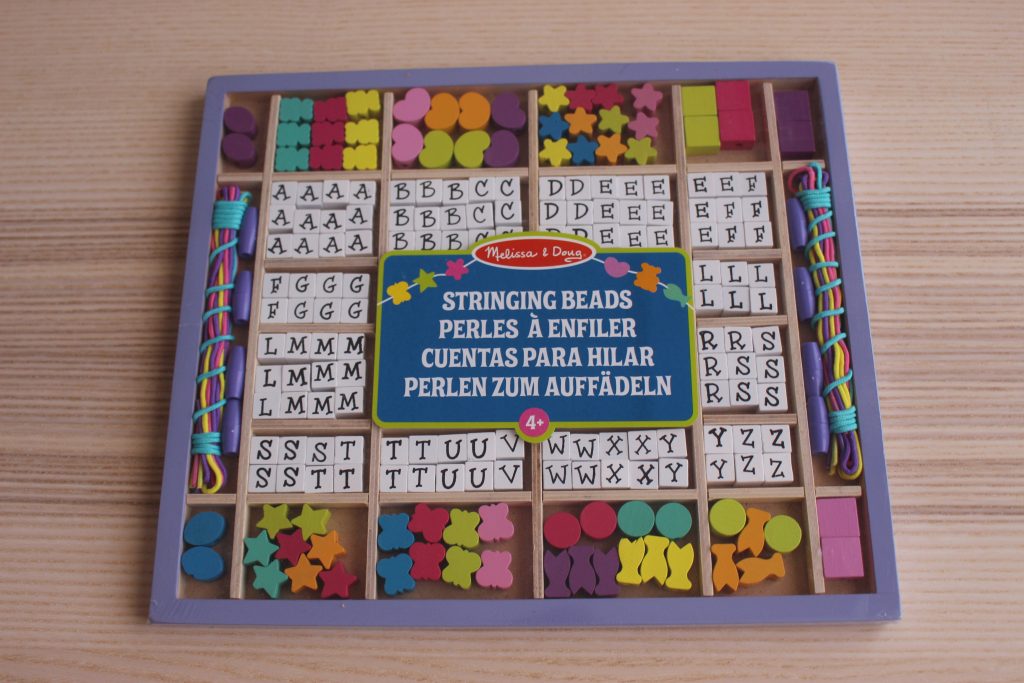 A A A A B B B C C D D E E E E E F
A A A A B B B C C D D E E E E F F
A A A A B B D D E E E E F F
Melissa & Doug
F G G G L L L
F G G G L L L
STRINGING BEADS
PERLES À ENFILER
CUENTAS PARA HILAR
PERLEN ZUM AUFFÄDELN
4+
L M M M R R S
L M M M R S S
L M M M R S S
S S S T T T U U V W W X X Y Y Z Z
S S T T T T U U V W W X X Y Y Z Z